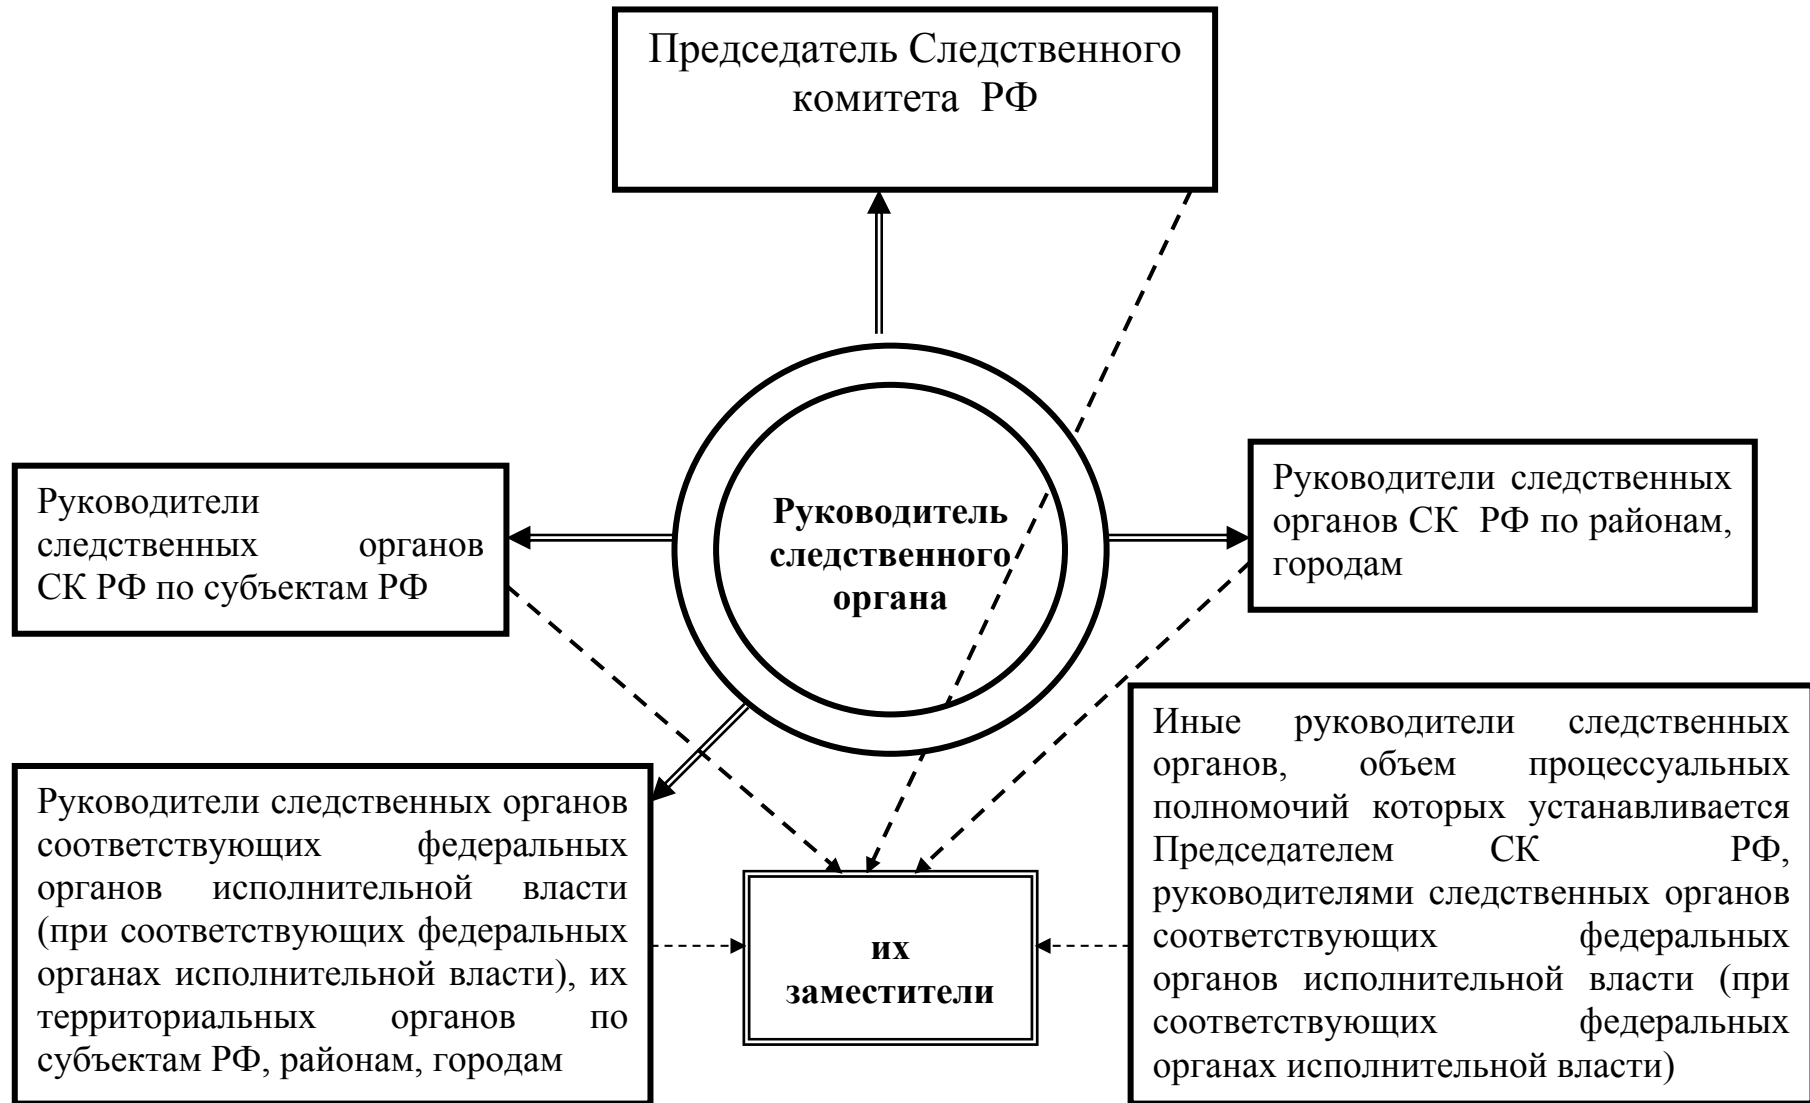 Председатель Следственного
комитета РФ
Руководители
следственных органов
СК РФ по субъектам РФ
Руководитель
следственного
органа
Руководители следственных
органов СК РФ по районам,
городам
Руководители следственных органов
соответствующих федеральных
органов исполнительной власти
(при соответствующих федеральных
органах исполнительной власти), их
территориальных органов по
субъектам РФ, районам, городам
их
заместители
Иные руководители следственных
органов, объем процессуальных
полномочий которых устанавливается
Председателем СК РФ,
руководителями следственных органов
соответствующих федеральных
органов исполнительной власти (при
соответствующих федеральных
органах исполнительной власти)